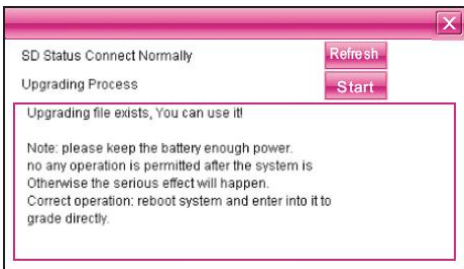 SD Status Connect Normally
Refresh
Upgrading Process
Start
Upgrading file exists, You can use it!
Note: please keep the battery enough power.
no any operation is permitted after the system is
Otherwise the serious effect will happen.
Correct operation: reboot system and enter into it to
grade directly.